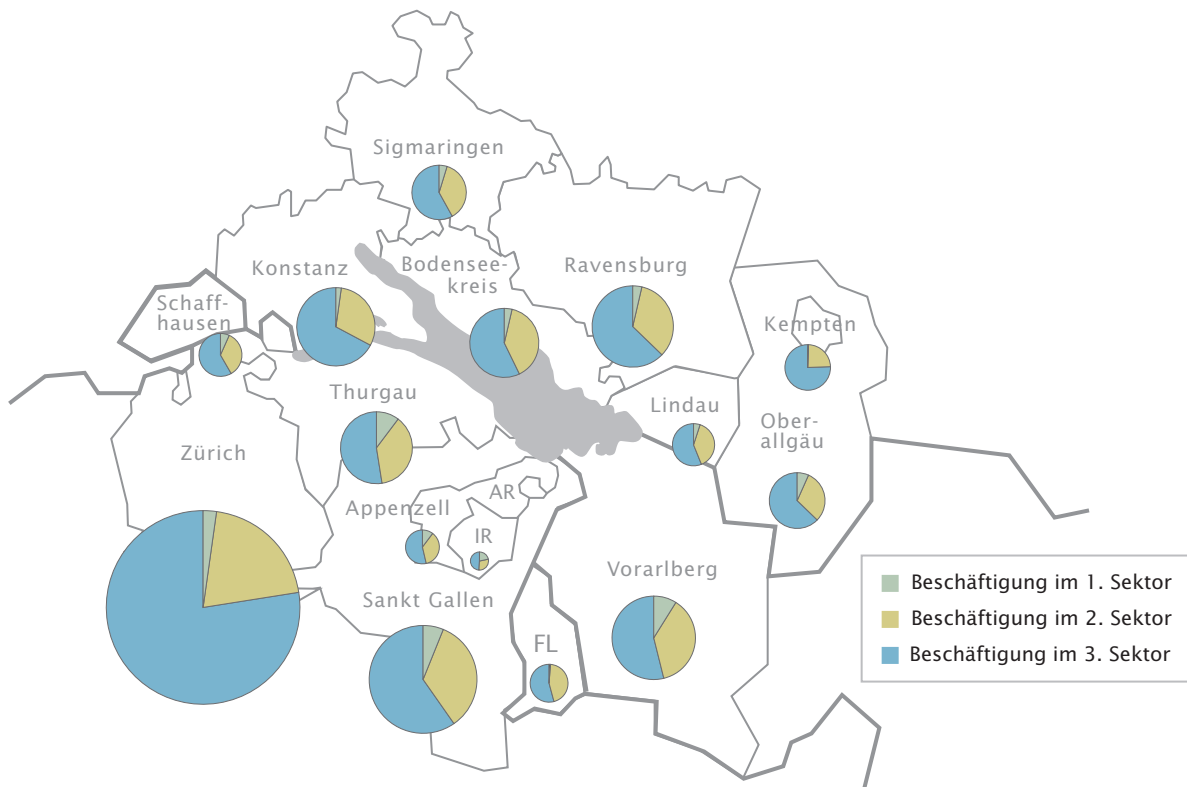 Sigmaringen
Konstanz
Bodensee-
kreis
Ravensburg
Schaff-
hausen
Kempten
Thurgau
Lindau
Ober-
allgäu
Zürich
AR
Appenzell
IR
Vorarlberg
Sankt Gallen
FL
Beschäftigung im 1. Sektor
Beschäftigung im 2. Sektor
Beschäftigung im 3. Sektor